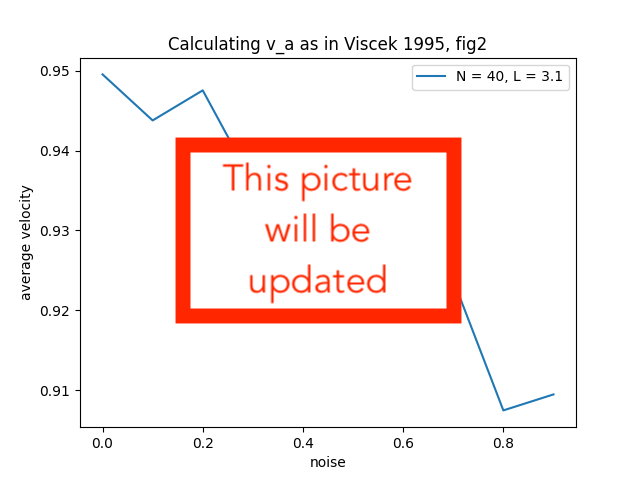 Calculating v_a as in Viscek 1995, fig2
N = 40, L = 3.1
0.95
0.94
0.93
0.92
0.91
average velocity
This picture
will be
updated
0.0 0.2 0.4 0.6 0.8
noise